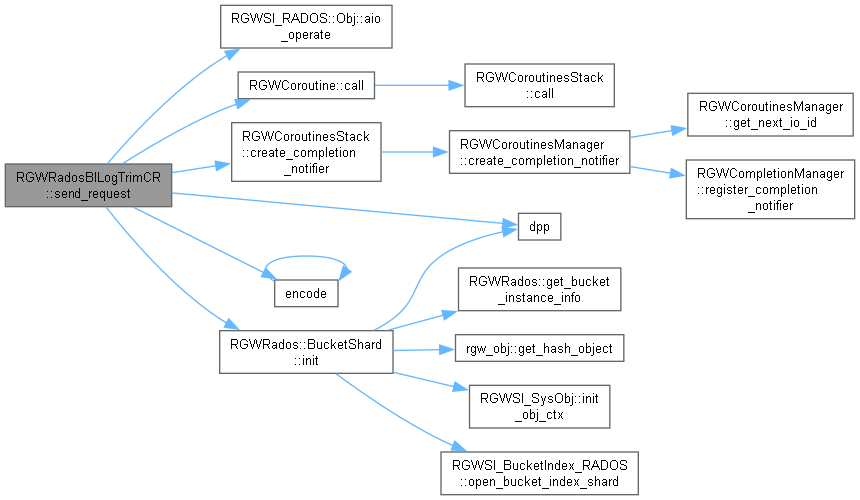 RGWSI_RADOS::Obj::aio
_operate
RGWCoroutine::call
RGWCoroutinesStack
::call
RGWCoroutinesManager
::get_next_io_id
RGWCoroutinesStack
::create_completion
_notifier
RGWCoroutinesManager
::create_completion_notifier
RGWRadosBILogTrimCR
::send_request
RGWCompletionManager
::register_completion
_notifier
dpp
encode
RGWRados::get_bucket
_instance_info
RGWRados::BucketShard
::init
rgw_obj::get_hash_object
RGWSI_SysObj::init
_obj_ctx
RGWSI_BucketIndex_RADOS
::open_bucket_index_shard